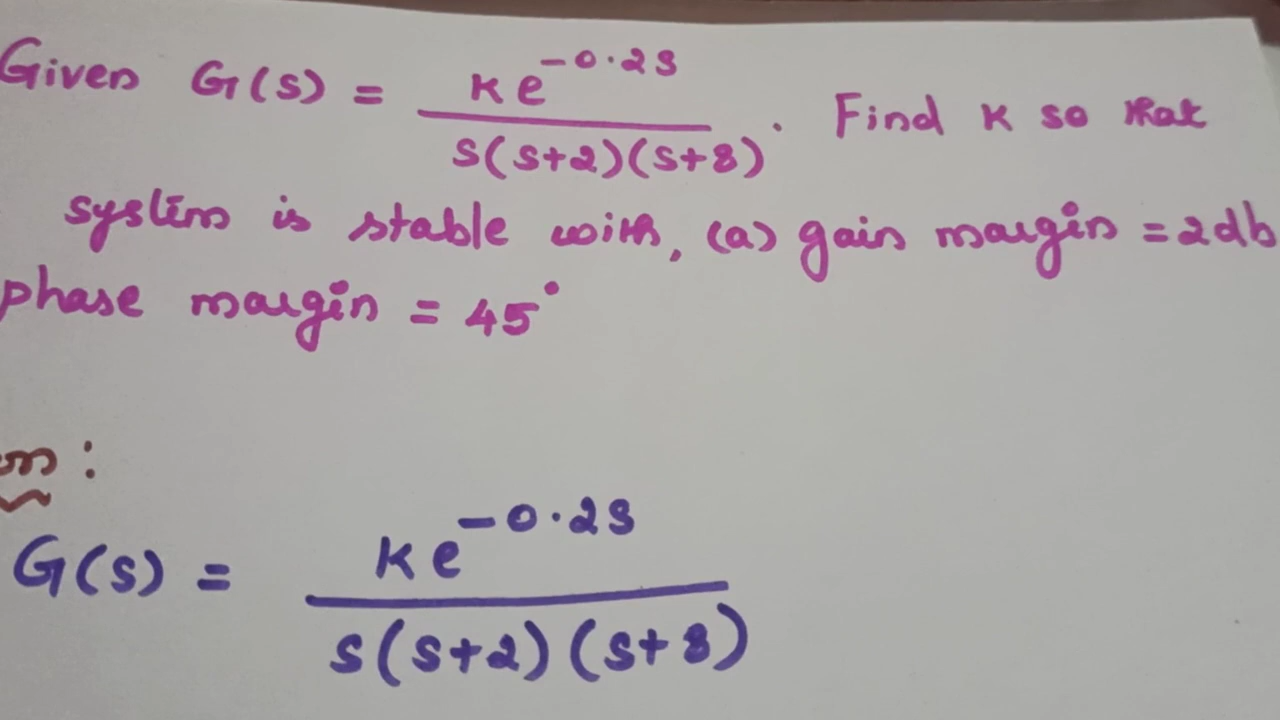 Given G(s) = ke^-0.2s / s(s+2)(s+8). Find k so that
system is stable with, (a) gain margin = 2db
phase margin = 45°
:
G(s) = ke^-0.2s / s(s+2)(s+8)